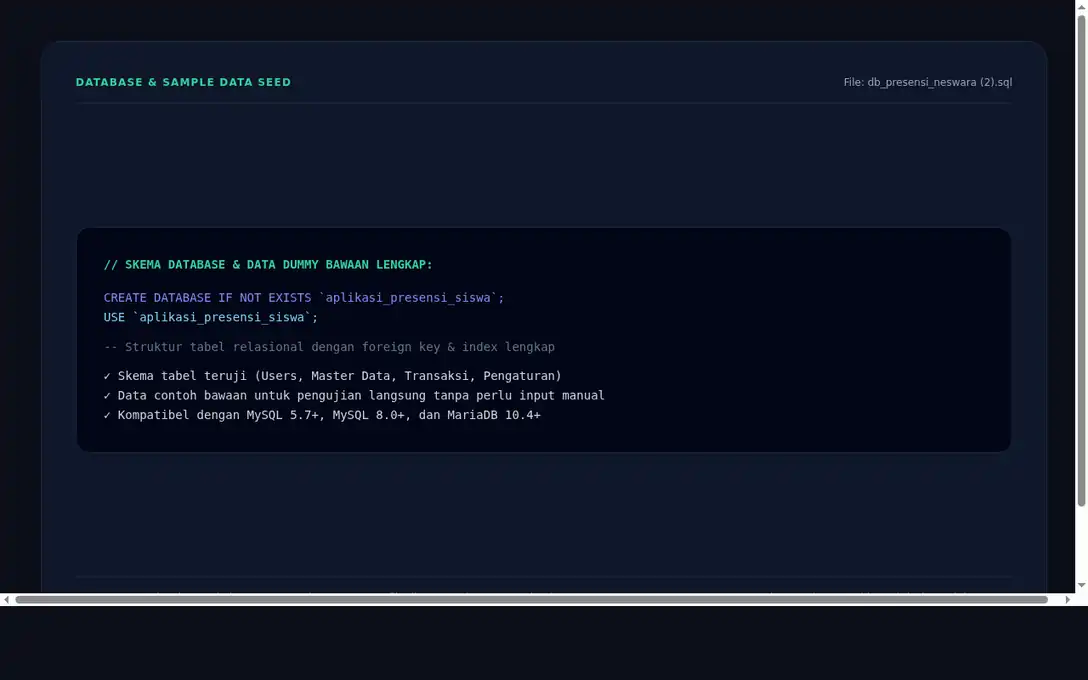 DATABASE & SAMPLE DATA SEED
File: db_presensi_neswara (2).sql
// SKEMA DATABASE & DATA DUMMY BAWAAN LENGKAP:
CREATE DATABASE IF NOT EXISTS `aplikasi_presensi_siswa`;
USE `aplikasi_presensi_siswa`;
-- Struktur tabel relasional dengan foreign key & index lengkap
✓ Skema tabel teruji (Users, Master Data, Transaksi, Pengaturan)
✓ Data contoh bawaan untuk pengujian langsung tanpa perlu input manual
✓ Kompatibel dengan MySQL 5.7+, MySQL 8.0+, dan MariaDB 10.4+